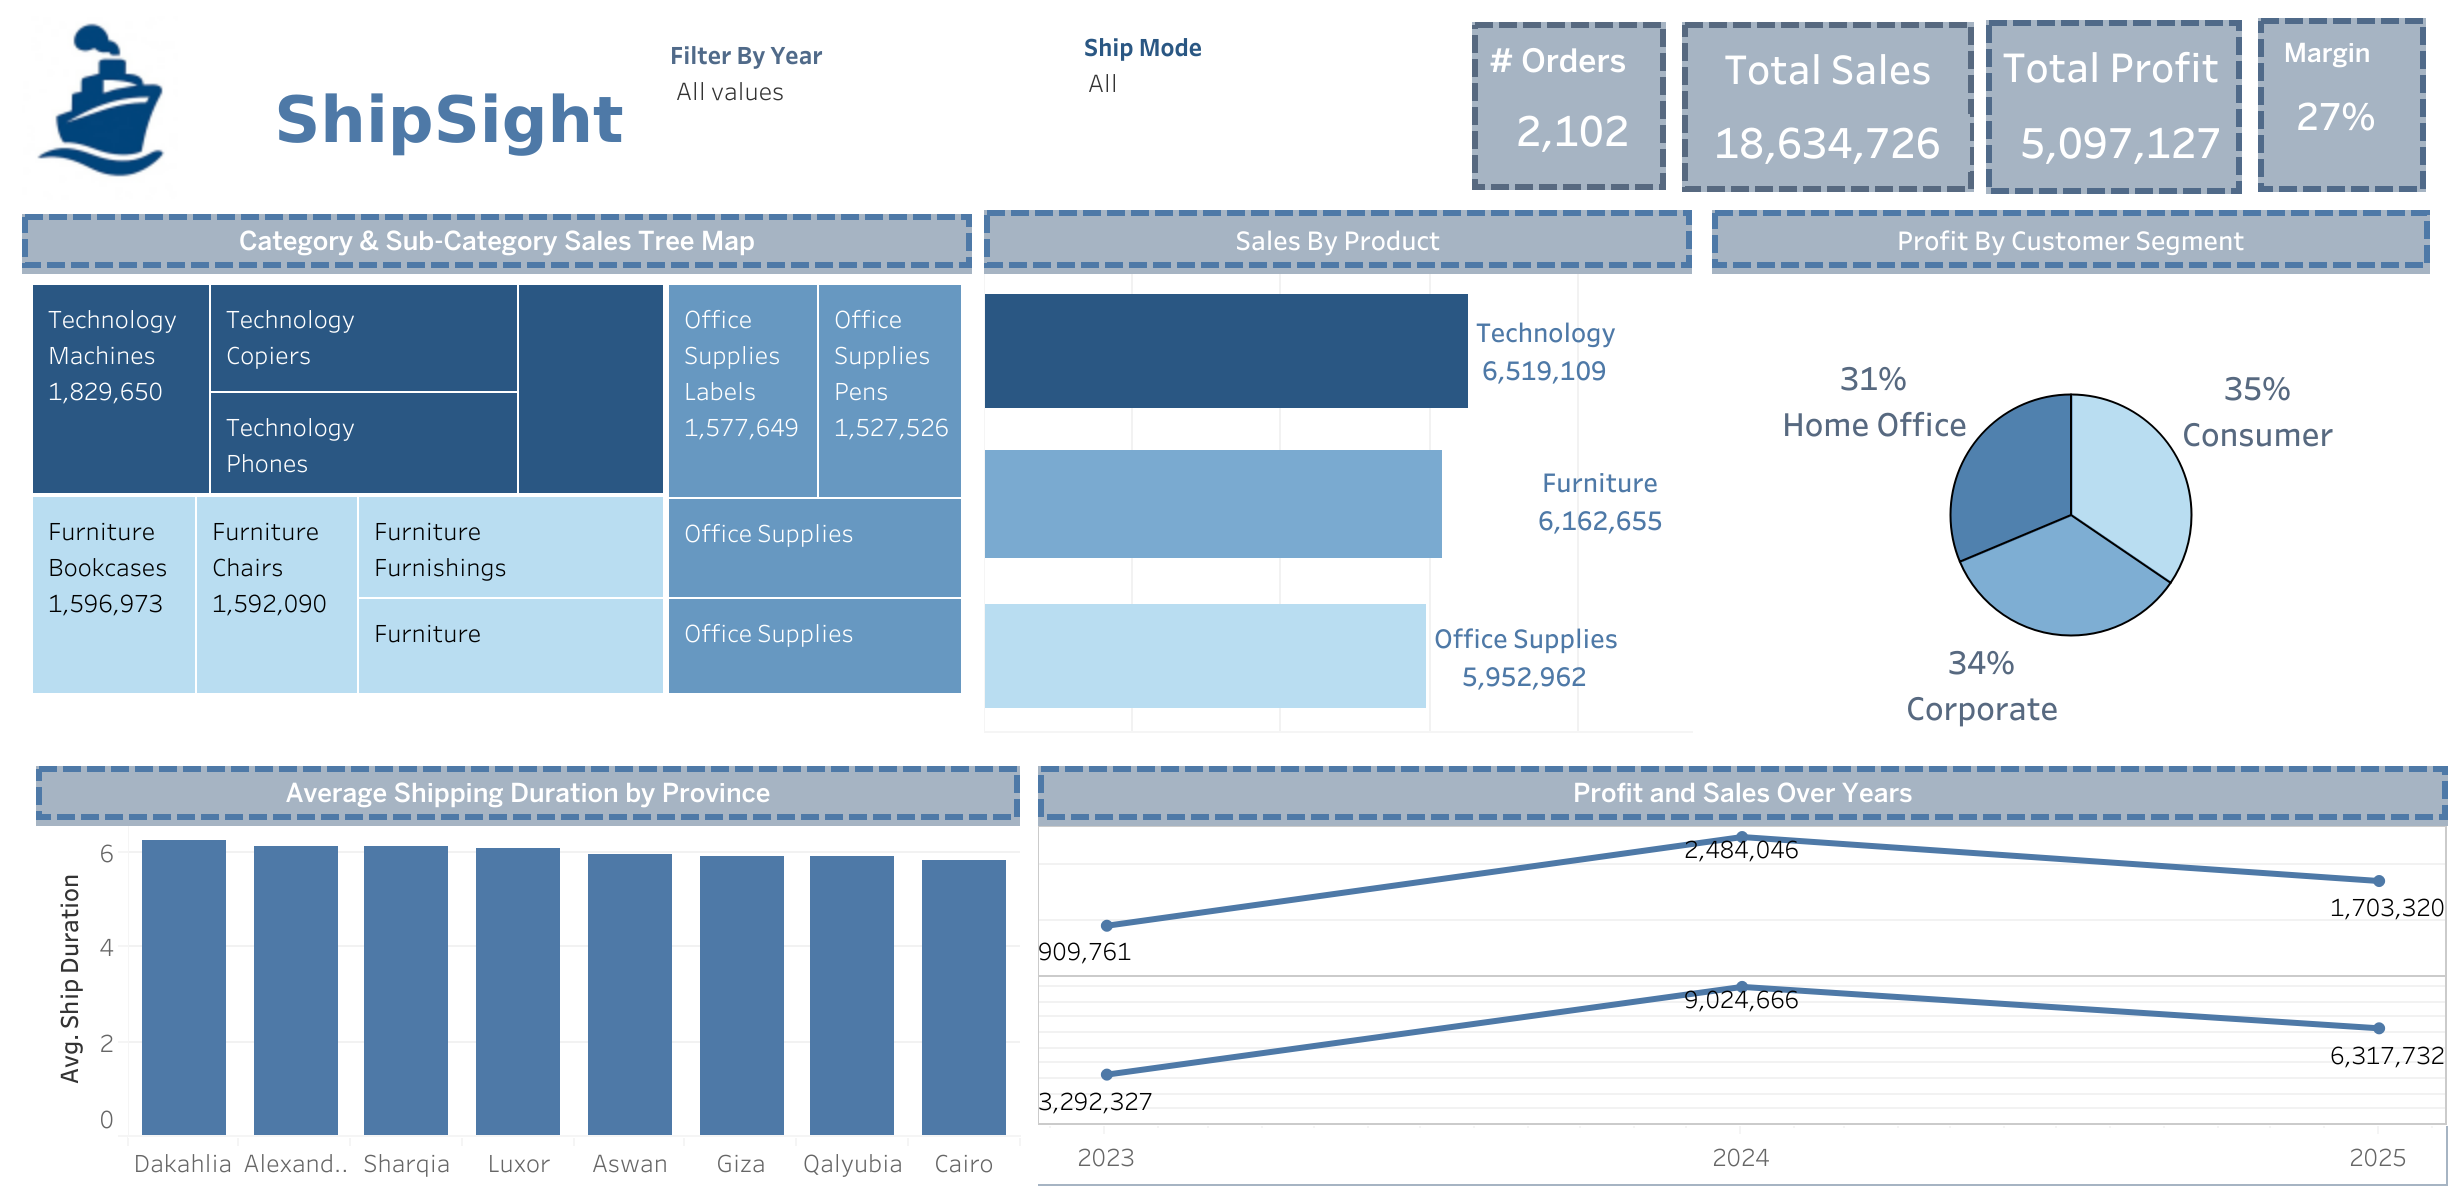 ShipSight
Filter By Year
All values
Ship Mode
All
# Orders
2,102
Total Sales
18,634,726
Total Profit
5,097,127
Margin
27%
Category & Sub-Category Sales Tree Map
Technology
Machines
1,829,650
Technology
Copiers
Technology
Phones
Office
Supplies
Labels
1,577,649
Office
Supplies
Pens
1,527,526
Furniture
Bookcases
1,596,973
Furniture
Chairs
1,592,090
Furniture
Furnishings
Furniture
Office Supplies
Office Supplies
Sales By Product
Technology
6,519,109
Furniture
6,162,655
Office Supplies
5,952,962
Profit By Customer Segment
31%
Home Office
35%
Consumer
34%
Corporate
Average Shipping Duration by Province
Avg. Ship Duration
6
4
2
0
Dakahlia Alexand.. Sharqia Luxor Aswan Giza Qalyubia Cairo
Profit and Sales Over Years
909,761
2,484,046
1,703,320
3,292,327
9,024,666
6,317,732
2023 2024 2025